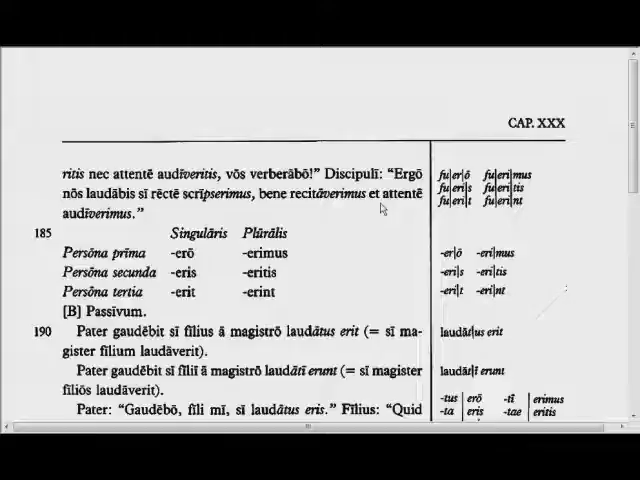 CAP. XXX
ritis nec attentē audīveritis, vōs verberābō!” Discipulī: “Ergō
nōs laudābis sī rēctē scrīpserimus, bene recitāverimus et attentē
audīverimus.”
185 Singulāris Plūrālis
Persōna prīma -erō -erimus
Persōna secunda -eris -eritis
Persōna tertia -erit -erint
[B] Passīvum.
190 Pater gaudēbit sī fīlius ā magistrō laudātus erit (= sī ma-
gister fīlium laudāverit).
Pater gaudēbit sī fīliī ā magistrō laudātī erunt (= sī magister
fīliōs laudāverit).
Pater: “Gaudēbō, fīlī mī, sī laudātus eris.” Fīlius: “Quid
fu|er|ō fu|eri|mus
fu|eri|s fu|eri|tis
fu|eri|t fu|eri|nt
-er|ō -eri|mus
-eri|s -eri|tis
-eri|t -eri|nt
laudāt|us erit
laudāt|ī erunt
-tus erō -tī erimus
-ta eris -tae eritis